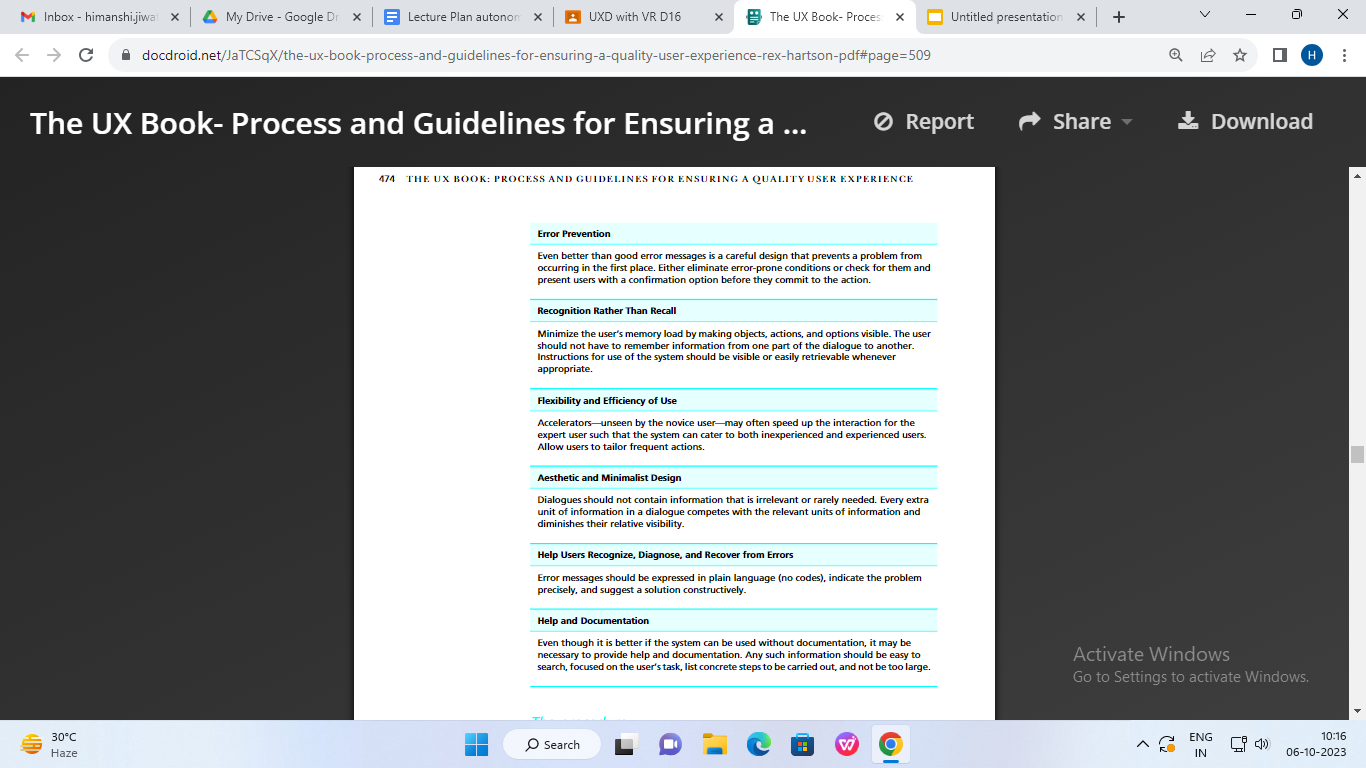 Inbox - himanshi.jiwa
My Drive - Google Dr
Lecture Plan autonom
UXD with VR D16
The UX Book- Process
Untitled presentation
docdroid.net/JaTCSqX/the-ux-book-process-and-guidelines-for-ensuring-a-quality-user-experience-rex-hartson-pdf#page=509
H
The UX Book- Process and Guidelines for Ensuring a ...
Report
Share
Download
474 THE UX BOOK: PROCESS AND GUIDELINES FOR ENSURING A QUALITY USER EXPERIENCE
Error Prevention
Even better than good error messages is a careful design that prevents a problem from
occurring in the first place. Either eliminate error-prone conditions or check for them and
present users with a confirmation option before they commit to the action.
Recognition Rather Than Recall
Minimize the user's memory load by making objects, actions, and options visible. The user
should not have to remember information from one part of the dialogue to another.
Instructions for use of the system should be visible or easily retrievable whenever
appropriate.
Flexibility and Efficiency of Use
Accelerators—unseen by the novice user—may often speed up the interaction for the
expert user such that the system can cater to both inexperienced and experienced users.
Allow users to tailor frequent actions.
Aesthetic and Minimalist Design
Dialogues should not contain information that is irrelevant or rarely needed. Every extra
unit of information in a dialogue competes with the relevant units of information and
diminishes their relative visibility.
Help Users Recognize, Diagnose, and Recover from Errors
Error messages should be expressed in plain language (no codes), indicate the problem
precisely, and suggest a solution constructively.
Help and Documentation
Even though it is better if the system can be used without documentation, it may be
necessary to provide help and documentation. Any such information should be easy to
search, focused on the user's task, list concrete steps to be carried out, and not be too large.
Activate Windows
Go to Settings to activate Windows.
30°C
Haze
Search
ENG
IN
10:16
06-10-2023